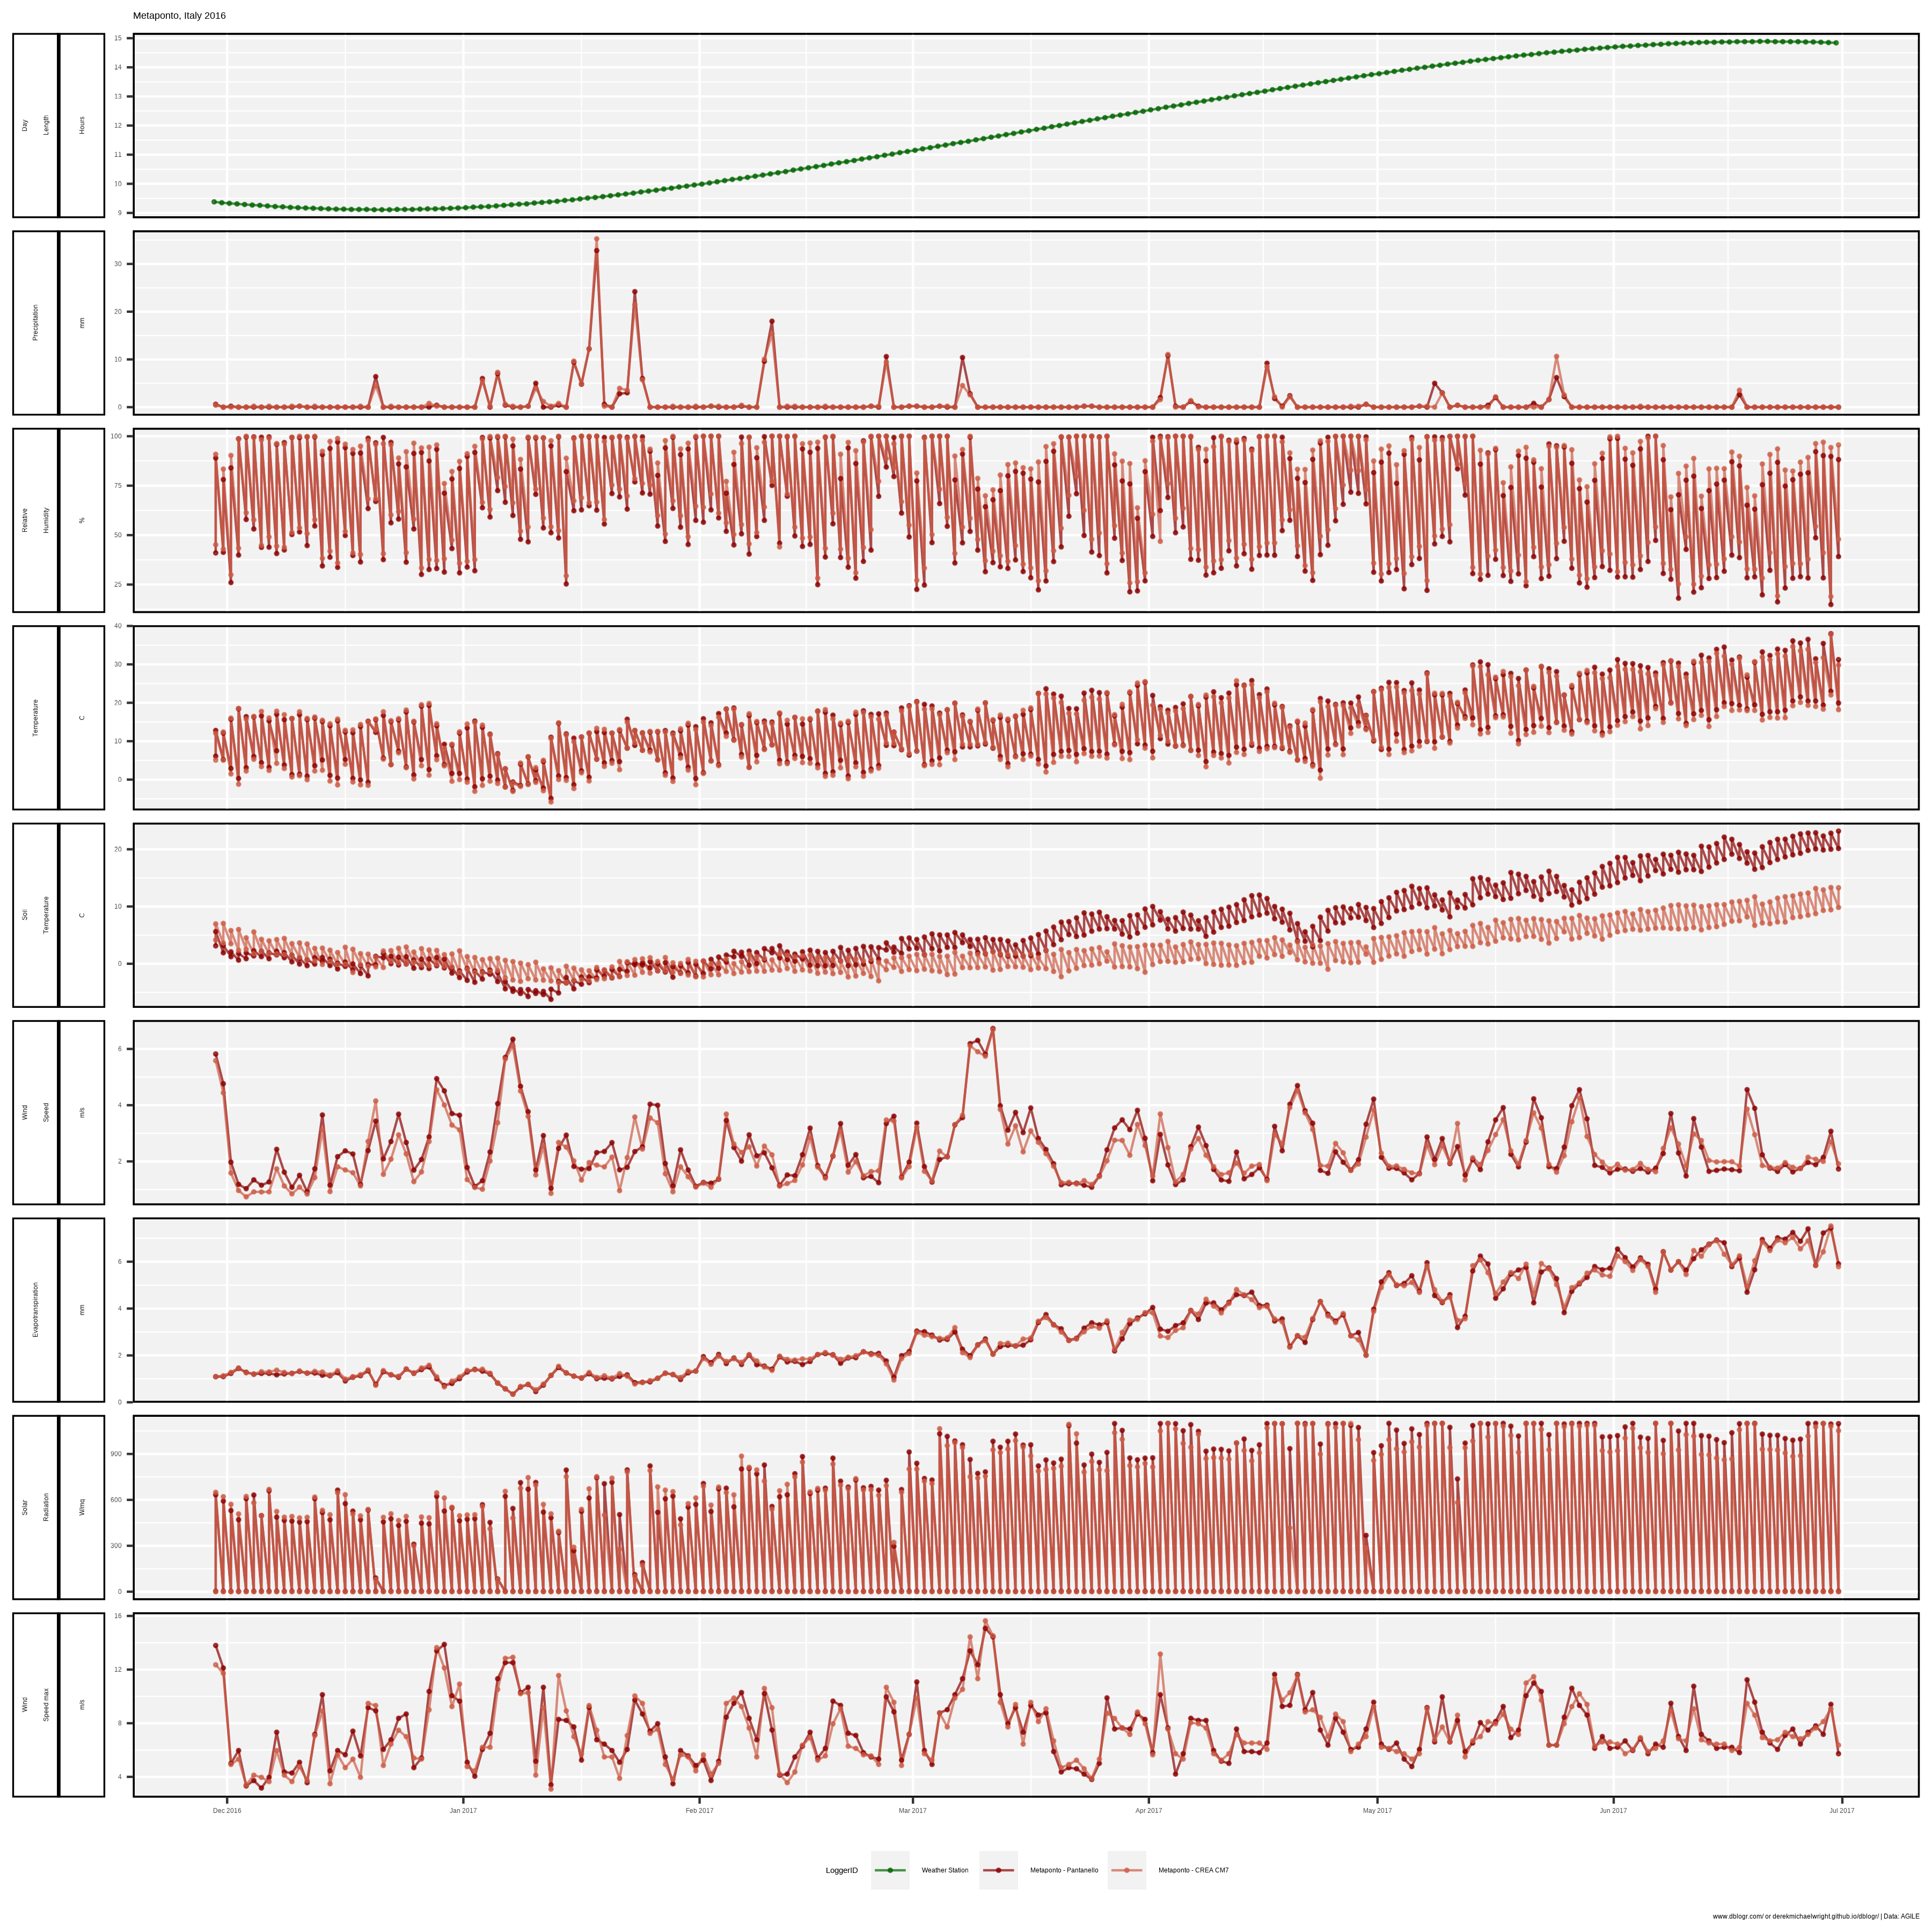 Metaponto, Italy 2016
Day
Length
Hours
15
14
13
12
11
10
9
Precipitation
mm
30
20
10
0
Relative
Humidity
%
100
75
50
25
Temperature
C
40
30
20
10
0
Soil
Temperature
C
20
10
0
Wind
Speed
m/s
6
4
2
Evapotranspiration
mm
6
4
2
0
Solar
Radiation
W/mq
900
600
300
0
Wind
Speed max
m/s
16
12
8
4
Dec 2016 Jan 2017 Feb 2017 Mar 2017 Apr 2017 May 2017 Jun 2017 Jul 2017
LoggerID Weather Station Metaponto - Pantanello Metaponto - CREA CM7
www.dblogr.com/ or derekmichaelwright.github.io/dblogr/ | Data: AGILE